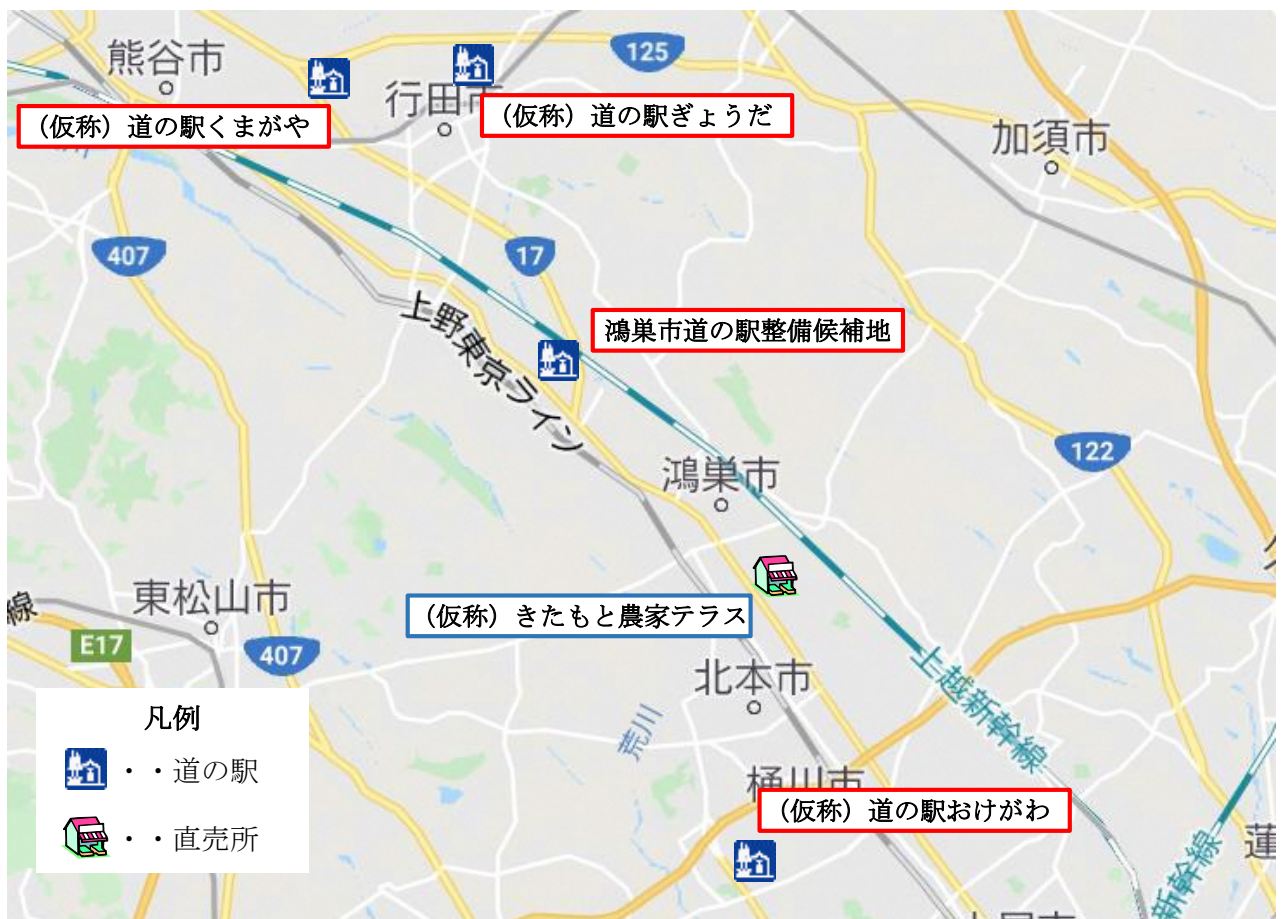 熊谷市
125
行田市
(仮称)道の駅くまがや
(仮称)道の駅ぎょうだ
加須市
407
17
鴻巣市道の駅整備候補地
上野東京ライン
122
鴻巣市
東松山市
線
(仮称)きたもと農家テラス
E17
407
北本市
上越新幹線
荒川
凡例
・・道の駅
桶川市
(仮称)道の駅おけがわ
・・直売所
蓮
新幹線